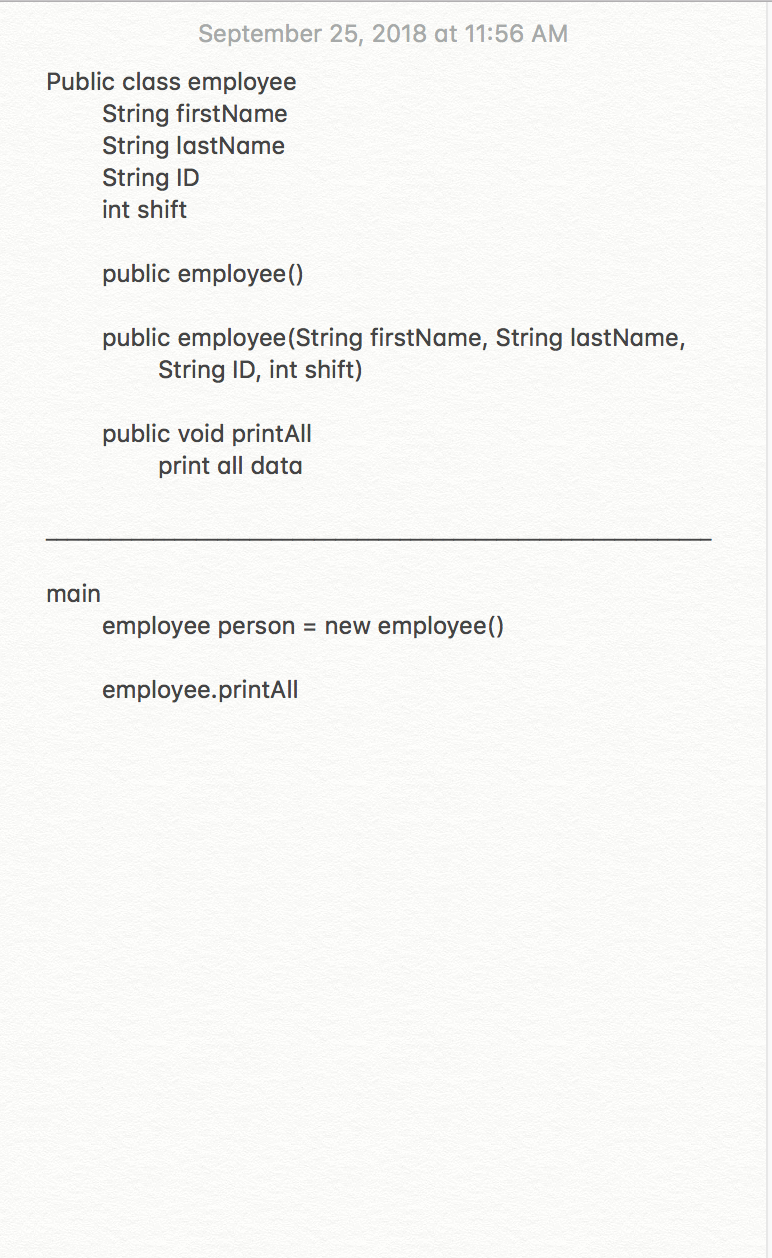 September 25, 2018 at 11:56 AM
Public class employee
String firstName
String lastName
String ID
int shift
public employee()
public employee(String firstName, String lastName,
String ID, int shift)
public void printAll
print all data
main
employee person = new employee()
employee.printAll